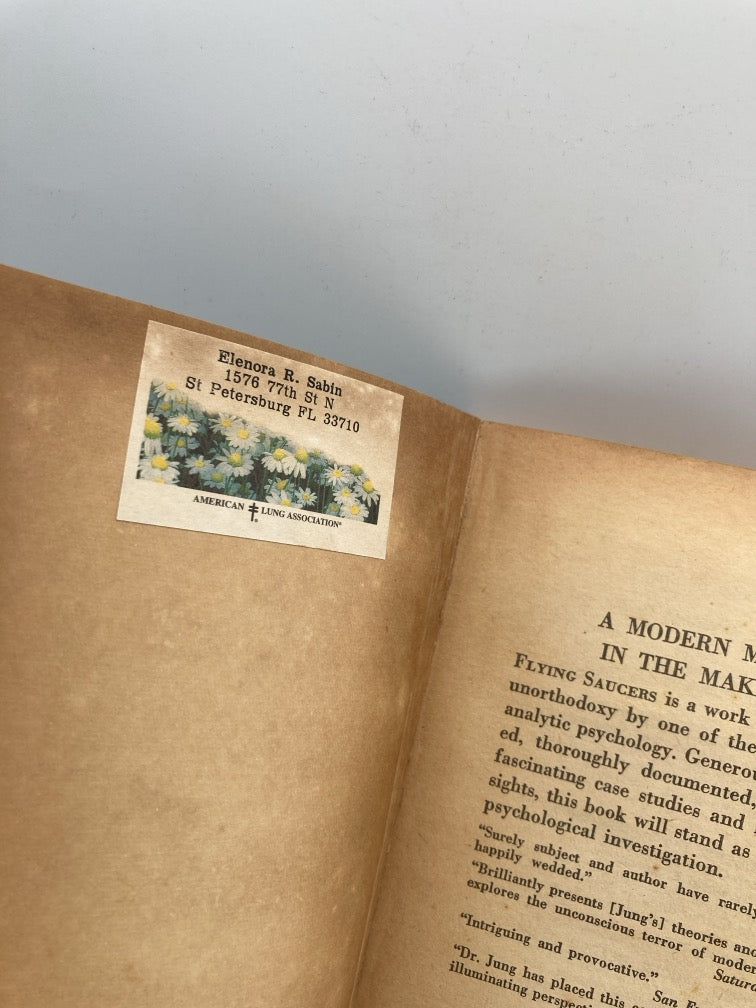 Elenora R. Sabin
1576 77th St N
St Petersburg FL 33710
AMERICAN LUNG ASSOCIATION®
A MODERN M
IN THE MAK
FLYING SAUCERS is a work
unorthodoxy by one of the
analytic psychology. Genero
ed, thoroughly documented,
fascinating case studies and
sights, this book will stand as
psychological investigation.
“Surely subject and author have rarely
happily wedded.”
“Brilliantly presents [Jung’s] theories and
explores the unconscious terror of moder
Satur
“Intriguing and provocative.”
San F
“Dr. Jung has placed this
illuminating perspecti